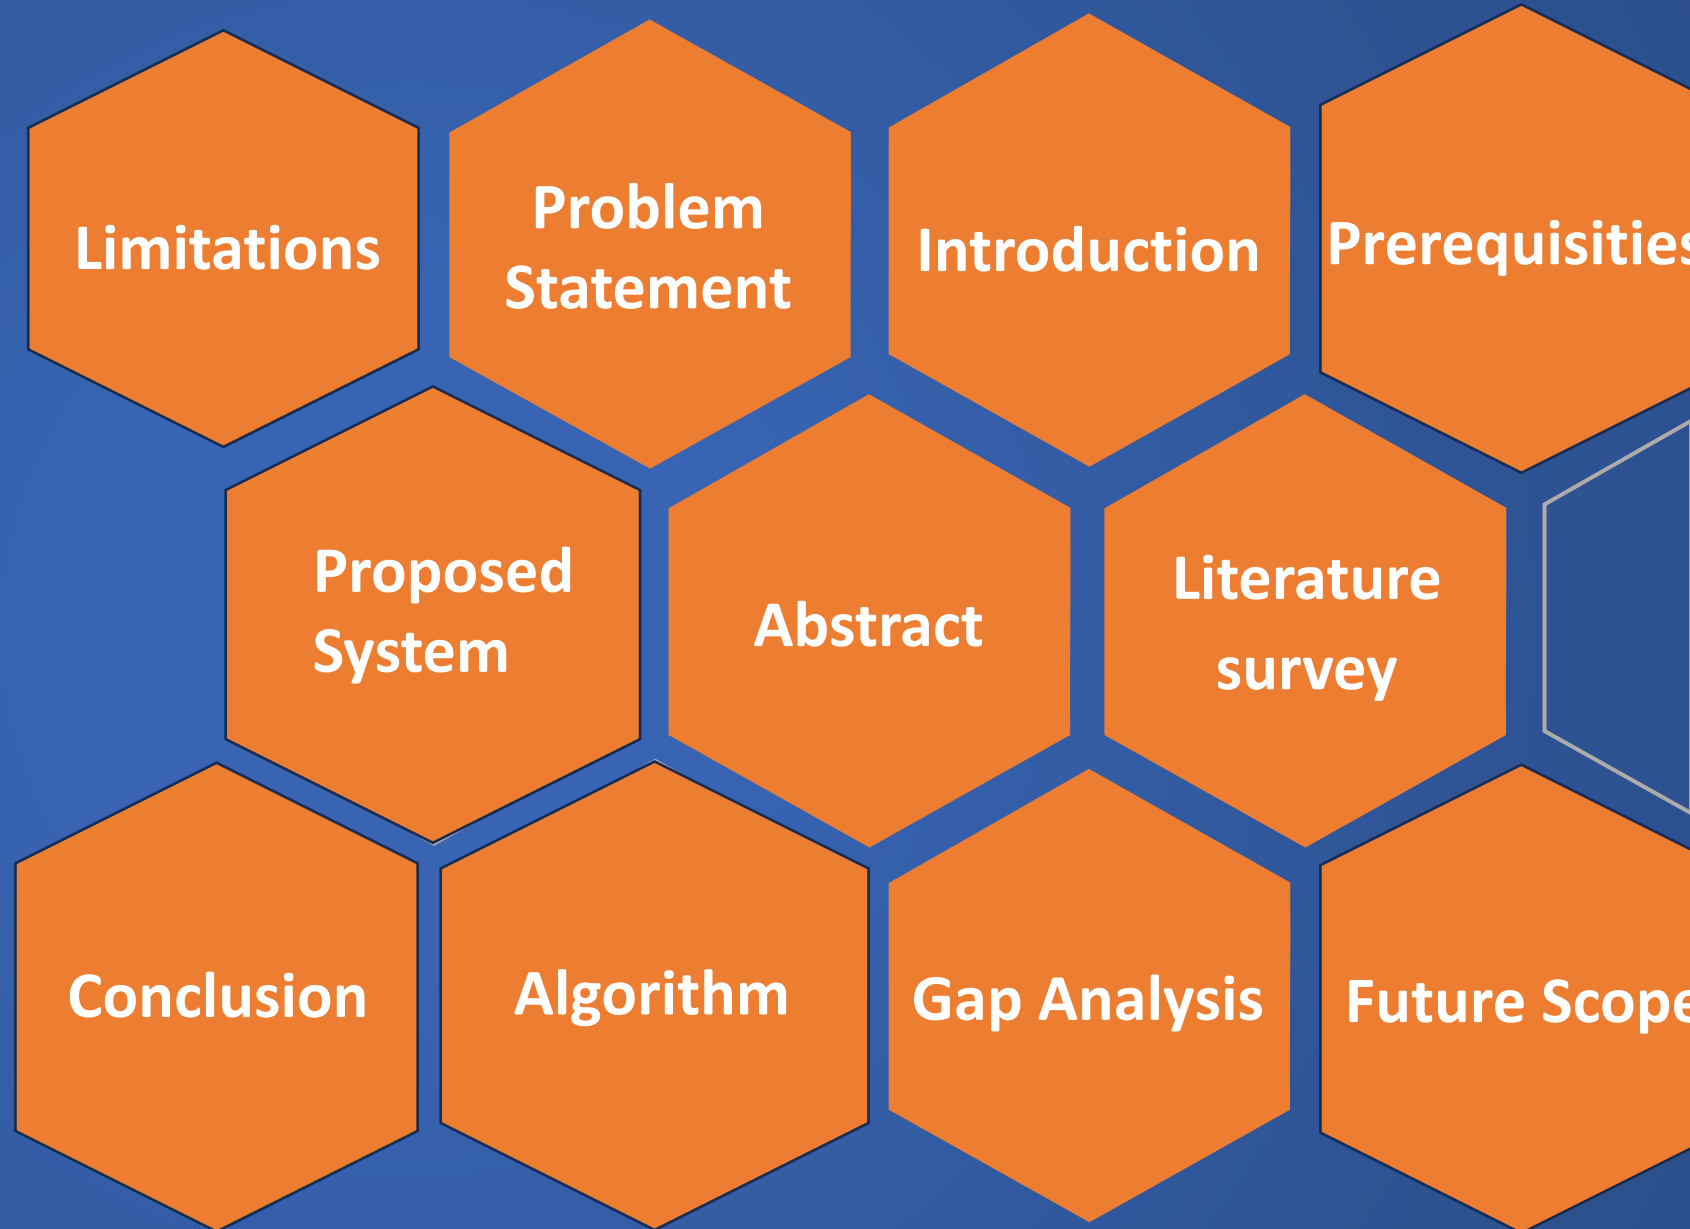 Limitations
Problem
Statement
Introduction
Prerequisities
Proposed
System
Abstract
Literature
survey
Conclusion
Algorithm
Gap Analysis
Future Scope